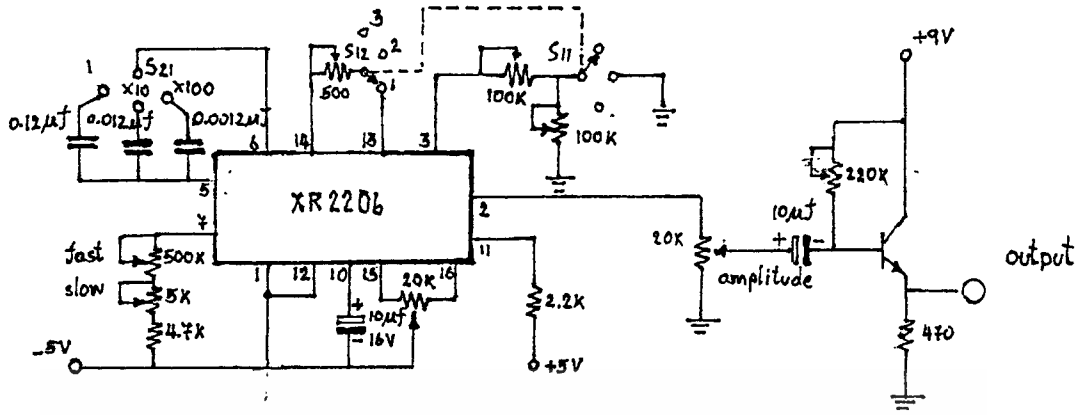 3
S12
2
1
500
S11
100K
100K
+9V
1
S21
X10
X100
0.12µf
0.012µf
0.0012µf
6
14
13
3
5
XR2206
2
7
11
fast
500K
slow
5K
4.7K
1
12
10
15
16
20K
+
10µf
-
16V
2.2K
-5V
+5V
20K
10µf
+
-
amplitude
220K
output
470